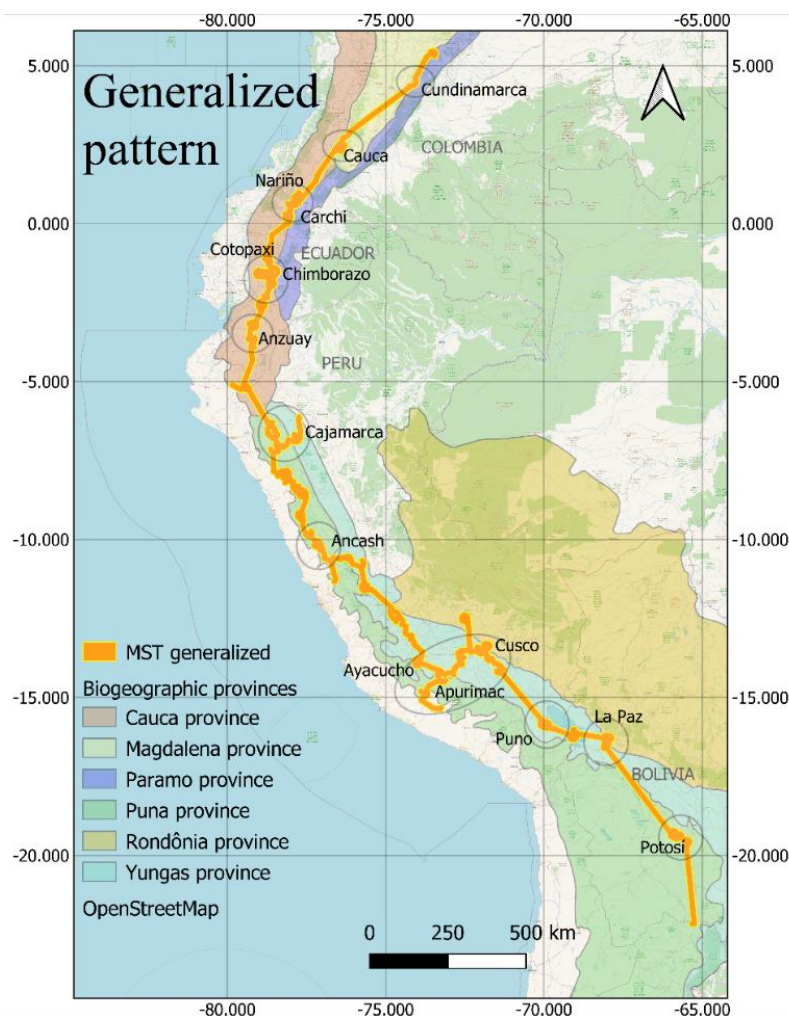 -80.000 -75.000 -70.000 -65.000
5.000 5.000
Generalized
pattern
Cundinamarca
Cauca
COLOMBIA
Nariño
Carchi
0.000 0.000
Cotopaxi
ECUADOR
Chimborazo
Anzuay
PERU
-5.000 -5.000
Cajamarca
-10.000 -10.000
Ancash
MST generalized
Cusco
Ayacucho
Biogeographic provinces
Apurimac
-15.000 -15.000
Cauca province
La Paz
Puno
Magdalena province
BOLIVIA
Paramo province
Puna province
Rondônia province
Potosí
-20.000 -20.000
Yungas province
OpenStreetMap
0 250 500 km
-80.000 -75.000 -70.000 -65.000